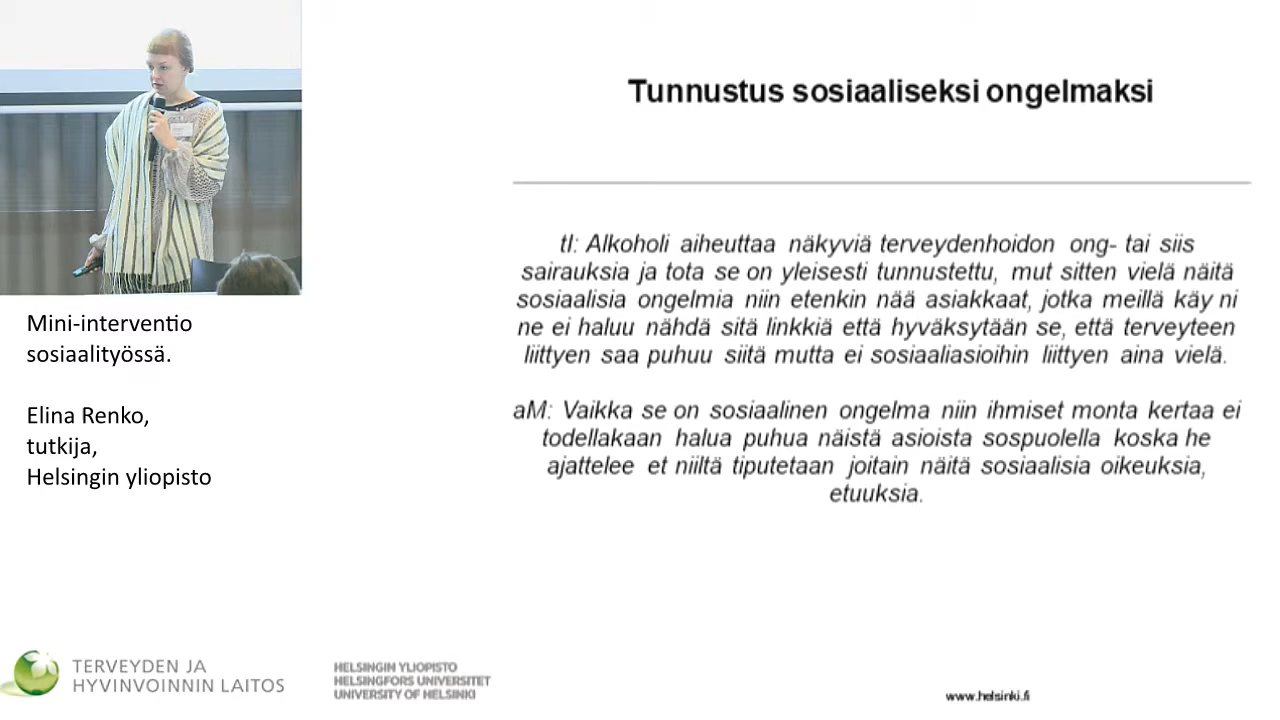 Tunnustus sosiaaliseksi ongelmaksi
tI: Alkoholi aiheuttaa näkyviä terveydenhoidon ong- tai siis
sairauksia ja tota se on yleisesti tunnustettu, mut sitten vielä näitä
sosiaalisia ongelmia niin etenkin nää asiakkaat, jotka meillä käy ni
ne ei haluu nähdä sitä linkkiä että hyväksytään se, että terveyteen
liittyen saa puhuu siitä mutta ei sosiaaliasioihin liittyen aina vielä.
aM: Vaikka se on sosiaalinen ongelma niin ihmiset monta kertaa ei
todellakaan halua puhua näistä asioista sospuolella koska he
ajattelee et niiltä tiputetaan joitain näitä sosiaalisia oikeuksia,
etuuksia.
Mini-interventio
sosiaalityössä.
Elina Renko,
tutkija,
Helsingin yliopisto
TERVEYDEN JA
HYVINVOINNIN LAITOS
HELSINGIN YLIOPISTO
HELSINGFORS UNIVERSITET
UNIVERSITY OF HELSINKI
www.helsinki.fi